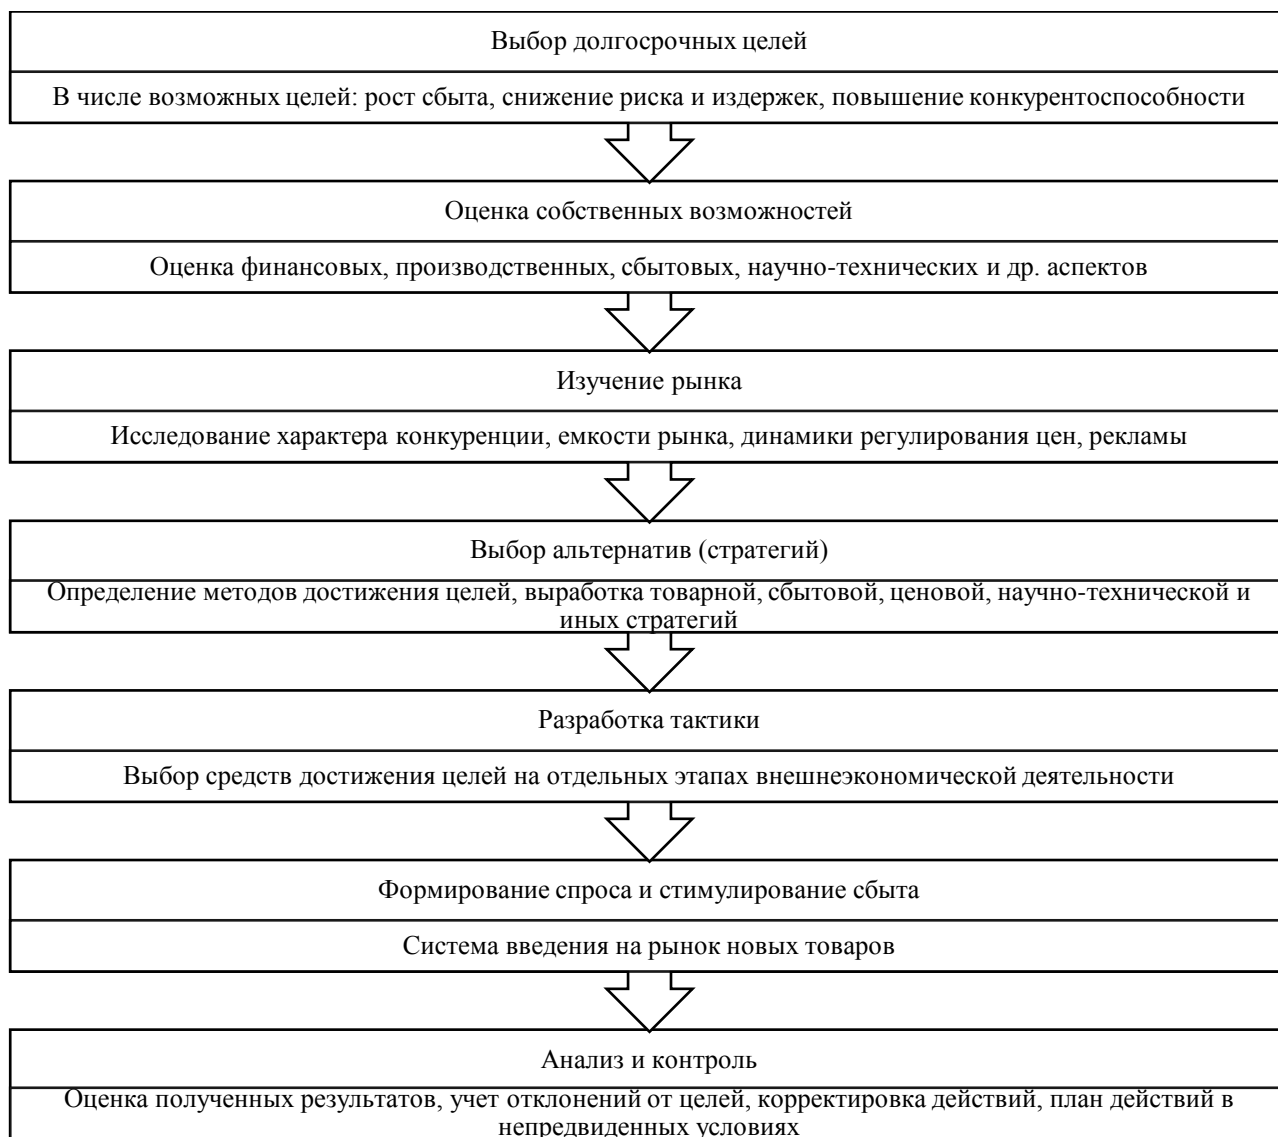 Выбор долгосрочных целей
В числе возможных целей: рост сбыта, снижение риска и издержек, повышение конкурентоспособности
Оценка собственных возможностей
Оценка финансовых, производственных, сбытовых, научно-технических и др. аспектов
Изучение рынка
Исследование характера конкуренции, емкости рынка, динамики регулирования цен, рекламы
Выбор альтернатив (стратегий)
Определение методов достижения целей, выработка товарной, сбытовой, ценовой, научно-технической и
иных стратегий
Разработка тактики
Выбор средств достижения целей на отдельных этапах внешнеэкономической деятельности
Формирование спроса и стимулирование сбыта
Система введения на рынок новых товаров
Анализ и контроль
Оценка полученных результатов, учет отклонений от целей, корректировка действий, план действий в
непредвиденных условиях